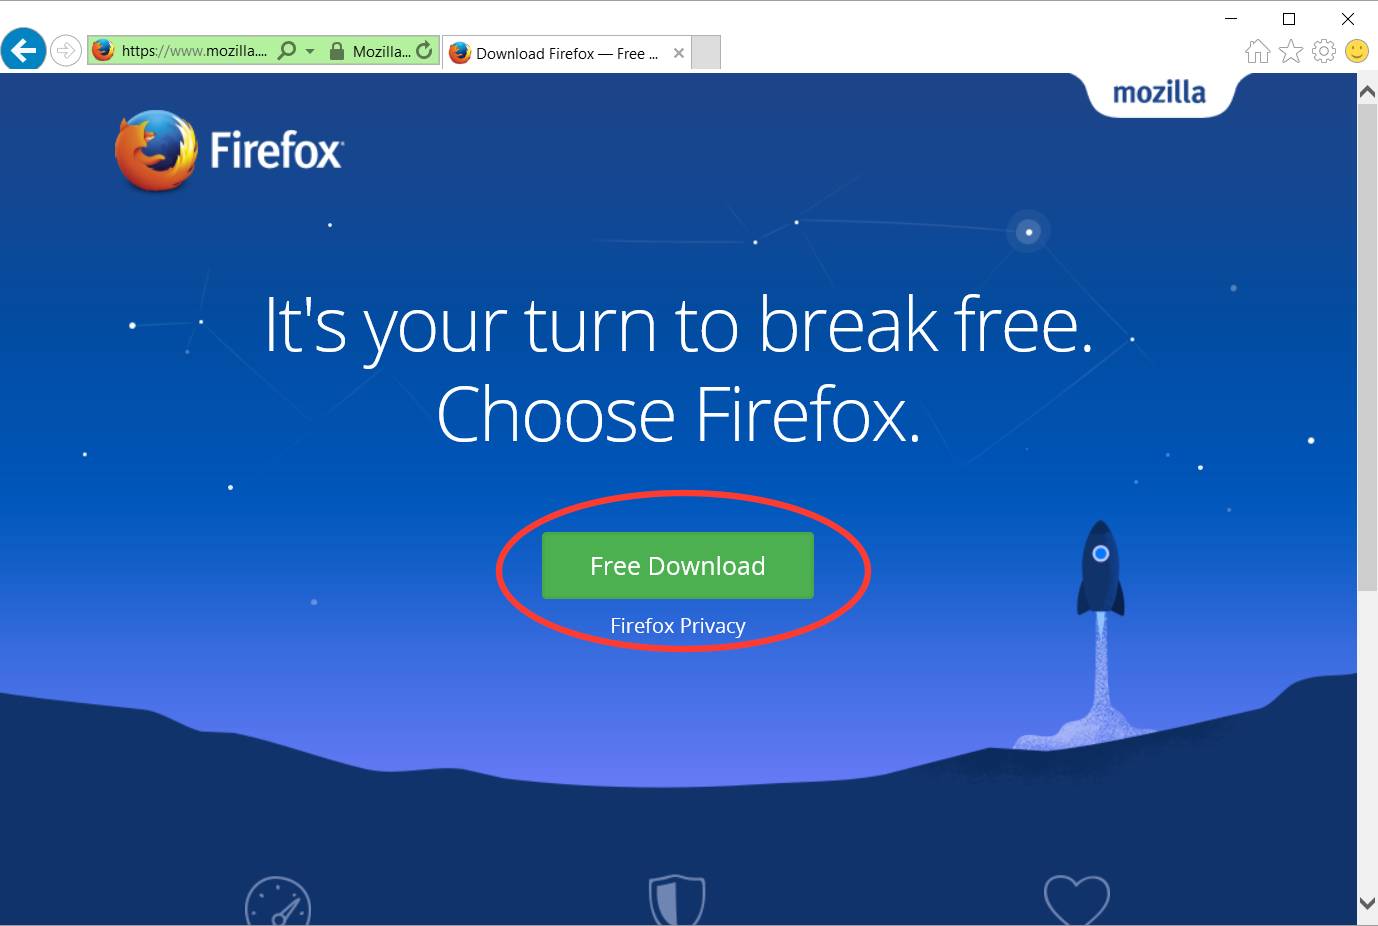 https://www.mozilla....
Mozilla...
Download Firefox — Free ...
mozilla
Firefox
It's your turn to break free.
Choose Firefox.
Free Download
Firefox Privacy